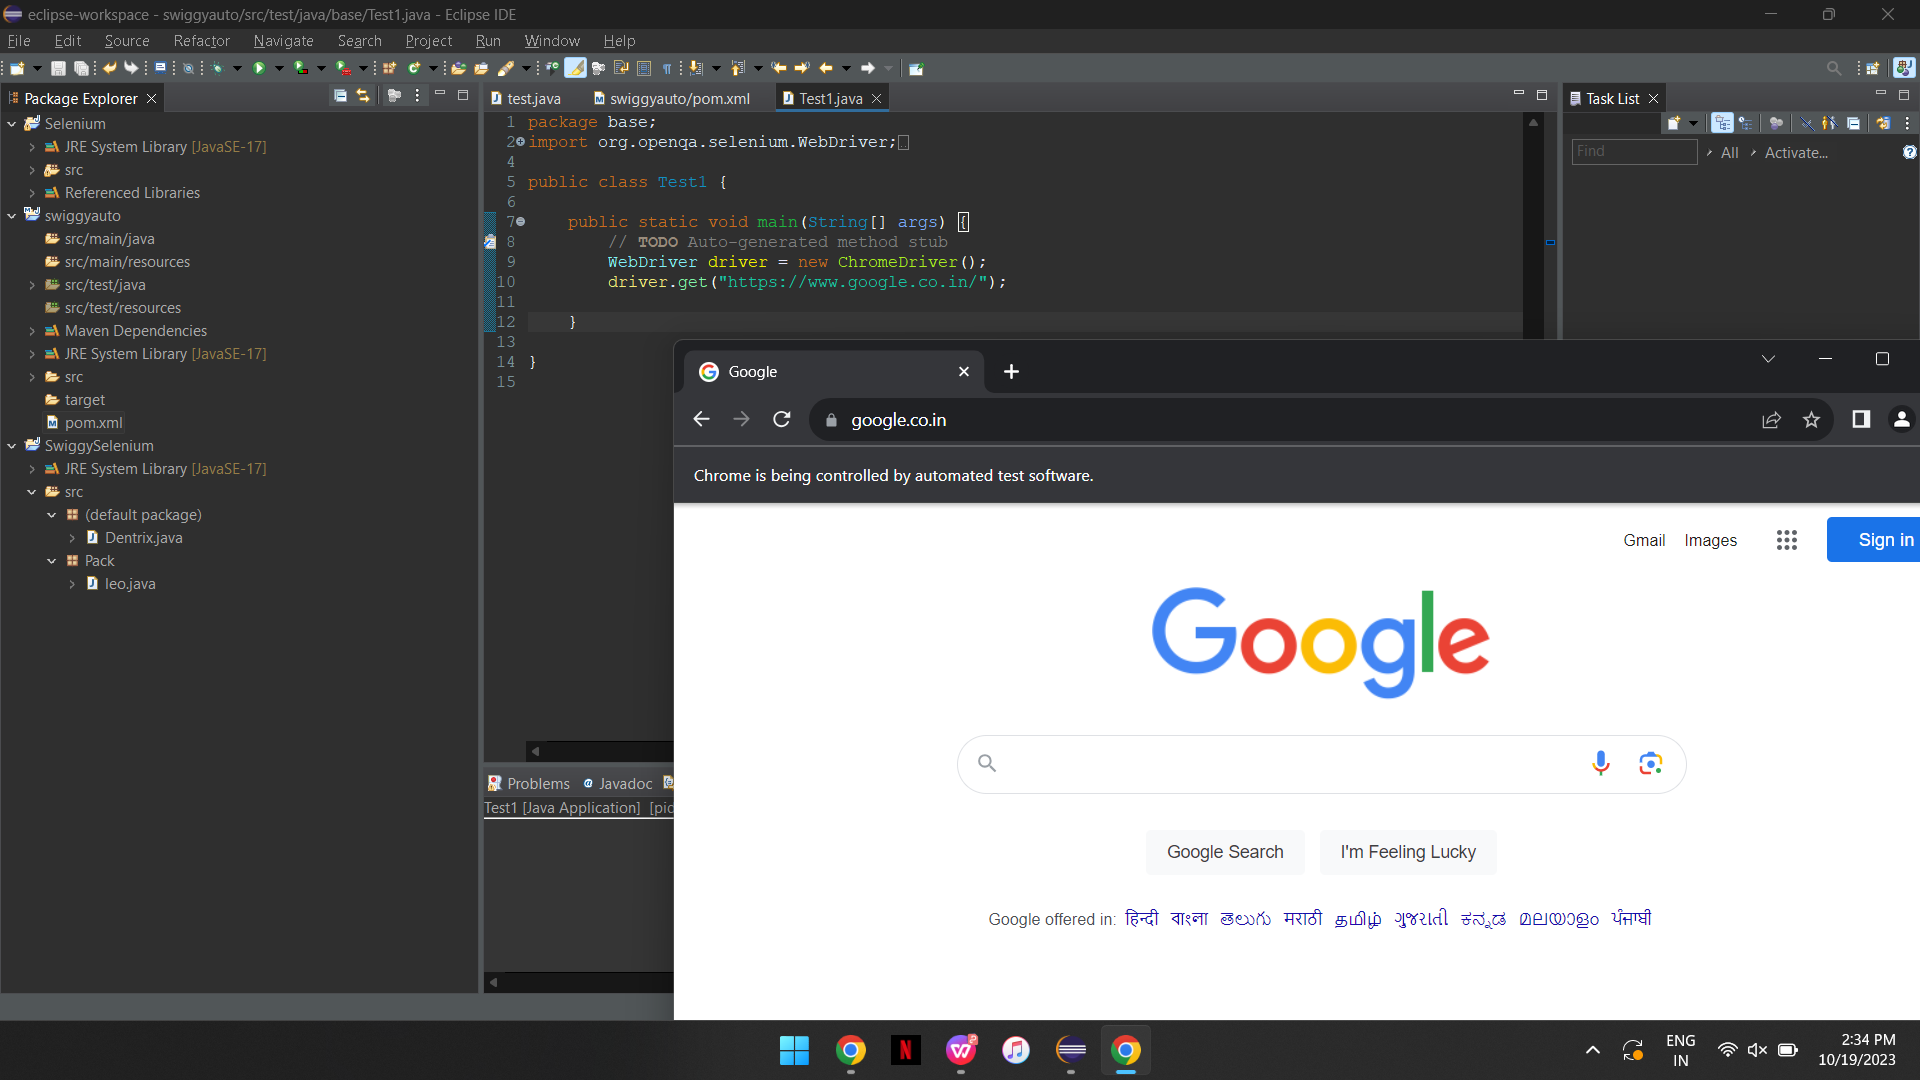 eclipse-workspace - swiggyauto/src/test/java/base/Test1.java - Eclipse IDE
File Edit Source Refactor Navigate Search Project Run Window Help
Package Explorer
Selenium
JRE System Library [JavaSE-17]
src
Referenced Libraries
swiggyauto
src/main/java
src/main/resources
src/test/java
src/test/resources
Maven Dependencies
JRE System Library [JavaSE-17]
src
target
pom.xml
SwiggySelenium
JRE System Library [JavaSE-17]
src
(default package)
Dentrix.java
Pack
leo.java
test.java swiggyauto/pom.xml Test1.java
1 package base;
2 import org.openqa.selenium.WebDriver;
4
5 public class Test1 {
6
7 public static void main(String[] args) {
8 // TODO Auto-generated method stub
9 WebDriver driver = new ChromeDriver();
10 driver.get("https://www.google.co.in/");
11
12 }
13
14 }
15
Task List
Find All Activate...
Problems @ Javadoc
Test1 [Java Application] [pid
Google
google.co.in
Chrome is being controlled by automated test software.
Gmail Images Sign in
Google
Google Search I'm Feeling Lucky
Google offered in: हिन्दी বাংলা తెలుగు मराठी தமிழ் ગુજરાતી ಕನ್ನಡ മലയാളം ਪੰਜਾਬੀ
ENG
IN
2:34 PM
10/19/2023